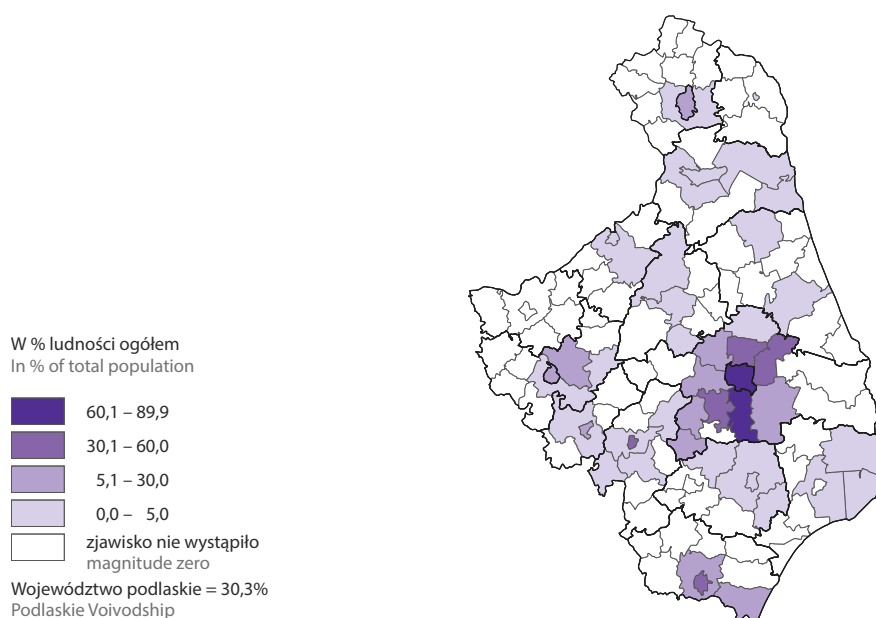 W % ludności ogółem
In % of total population
60,1 – 89,9
30,1 – 60,0
5,1 – 30,0
0,0 – 5,0
zjawisko nie wystąpiło
magnitude zero
Województwo podlaskie = 30,3%
Podlaskie Voivodship